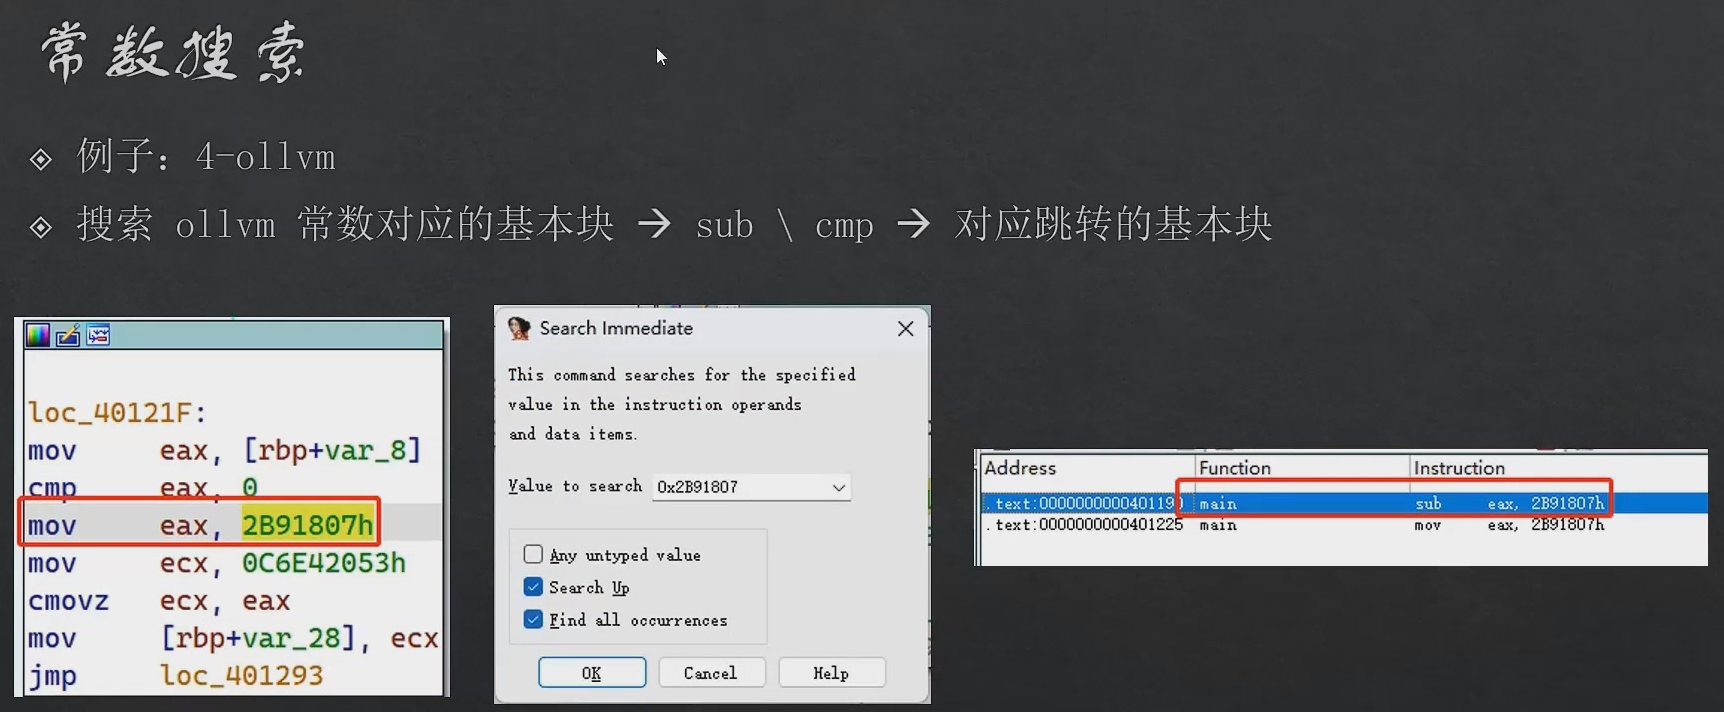 常数搜索
例子：4-ollvm
搜索 ollvm 常数对应的基本块 → sub \ cmp → 对应跳转的基本块
loc_40121F:
mov eax, [rbp+var_8]
cmp eax, 0
mov eax, 2B91807h
mov ecx, 0C6E42053h
cmovz ecx, eax
mov [rbp+var_28], ecx
jmp loc_401293
Search Immediate
This command searches for the specified
value in the instruction operands
and data items.
Value to search 0x2B91807
Any untyped value
Search Up
Find all occurrences
OK Cancel Help
Address Function Instruction
main sub eax, 2B91807h
.text:0000000000401225 main mov eax, 2B91807h